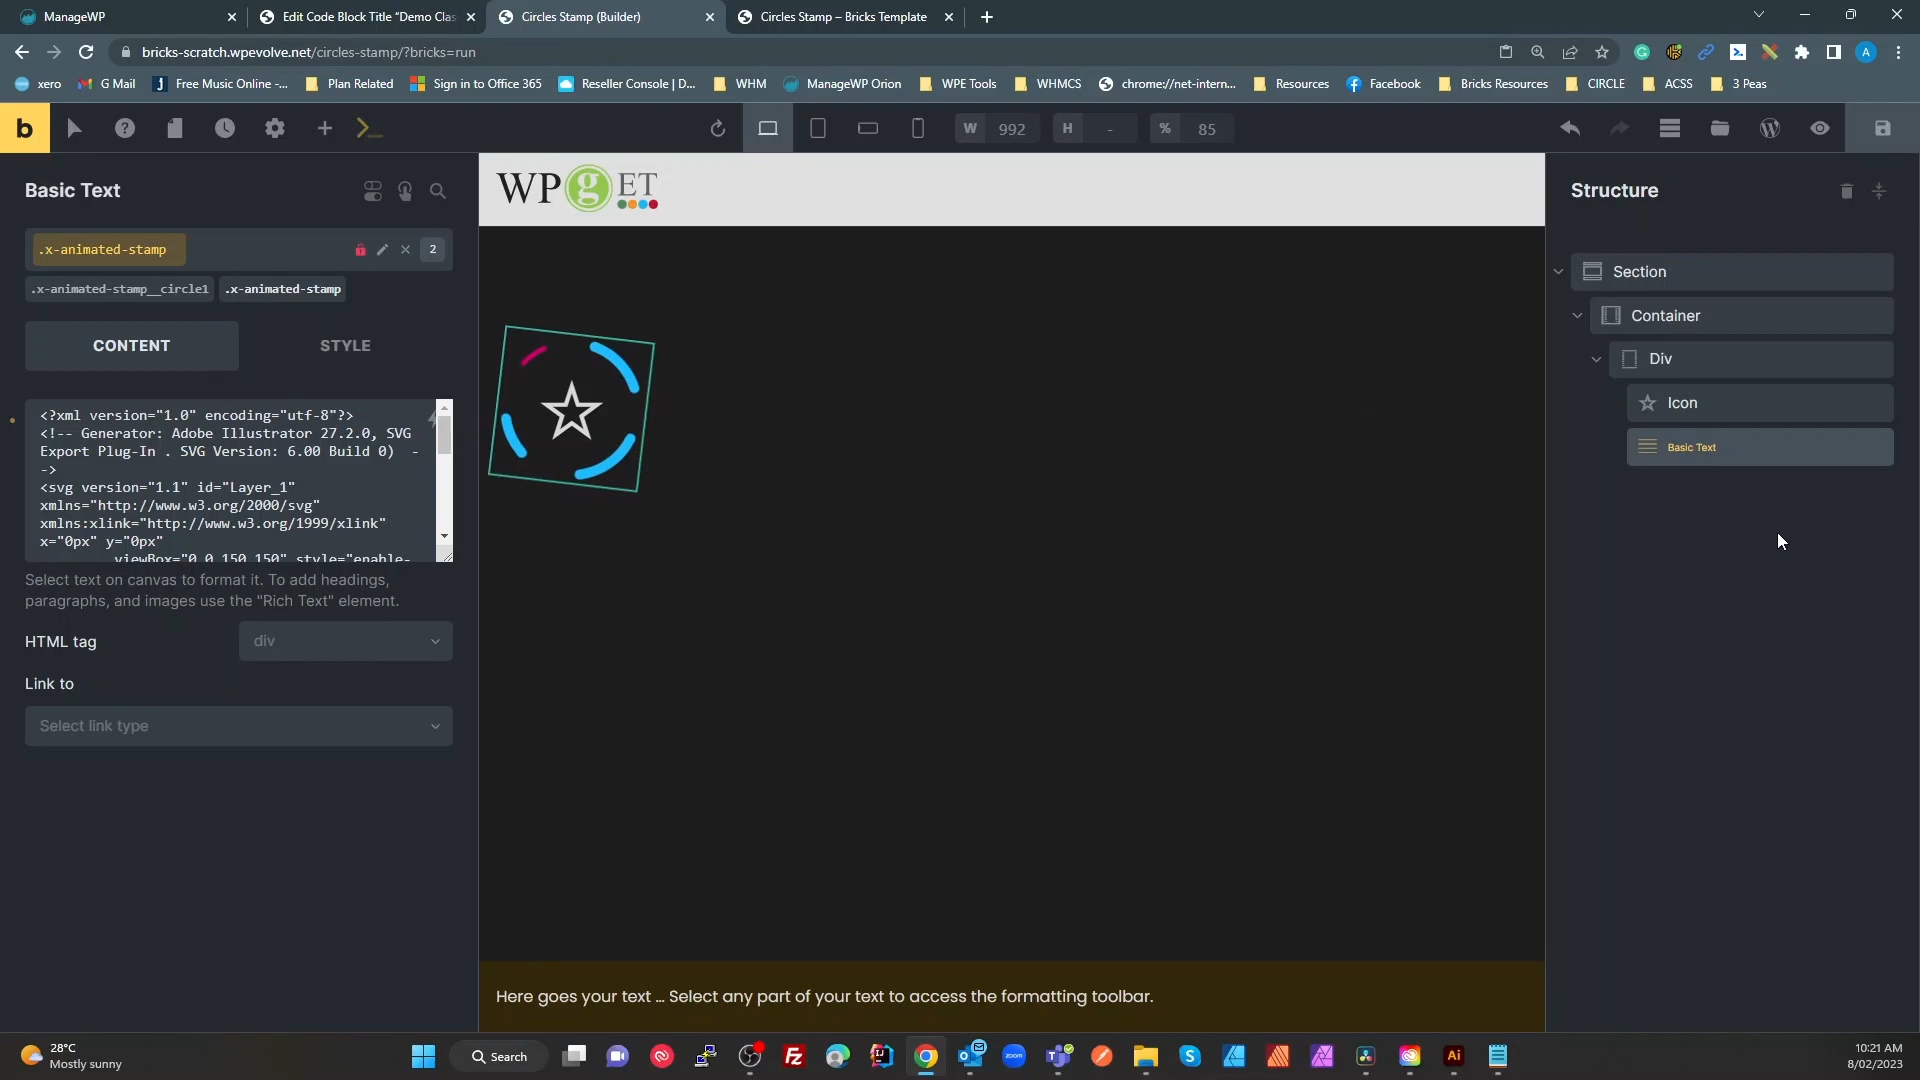 ManageWP
Edit Code Block Title "Demo Clas
Circles Stamp (Builder)
Circles Stamp – Bricks Template
bricks-scratch.wpevolve.net/circles-stamp/?bricks=run
A
xero
G Mail
Free Music Online -...
Plan Related
Sign in to Office 365
Reseller Console | D...
WHM
ManageWP Orion
WPE Tools
WHMCS
chrome://net-intern...
Resources
Facebook
Bricks Resources
CIRCLE
ACSS
3 Peas
b
W 992
H -
% 85
Basic Text
.x-animated-stamp
2
.x-animated-stamp__circle1
.x-animated-stamp
CONTENT
STYLE
<?xml version="1.0" encoding="utf-8"?>
<!-- Generator: Adobe Illustrator 27.2.0, SVG
Export Plug-In . SVG Version: 6.00 Build 0)  -
->
<svg version="1.1" id="Layer_1"
xmlns="http://www.w3.org/2000/svg"
xmlns:xlink="http://www.w3.org/1999/xlink"
x="0px" y="0px"
viewBox="0 0 150 150" style="enable-
Select text on canvas to format it. To add headings,
paragraphs, and images use the "Rich Text" element.
HTML tag
div
Link to
Select link type
WP g ET
Here goes your text ... Select any part of your text to access the formatting toolbar.
Structure
Section
Container
Div
Icon
Basic Text
28°C
Mostly sunny
Search
zoom
Ai
10:21 AM
8/02/2023